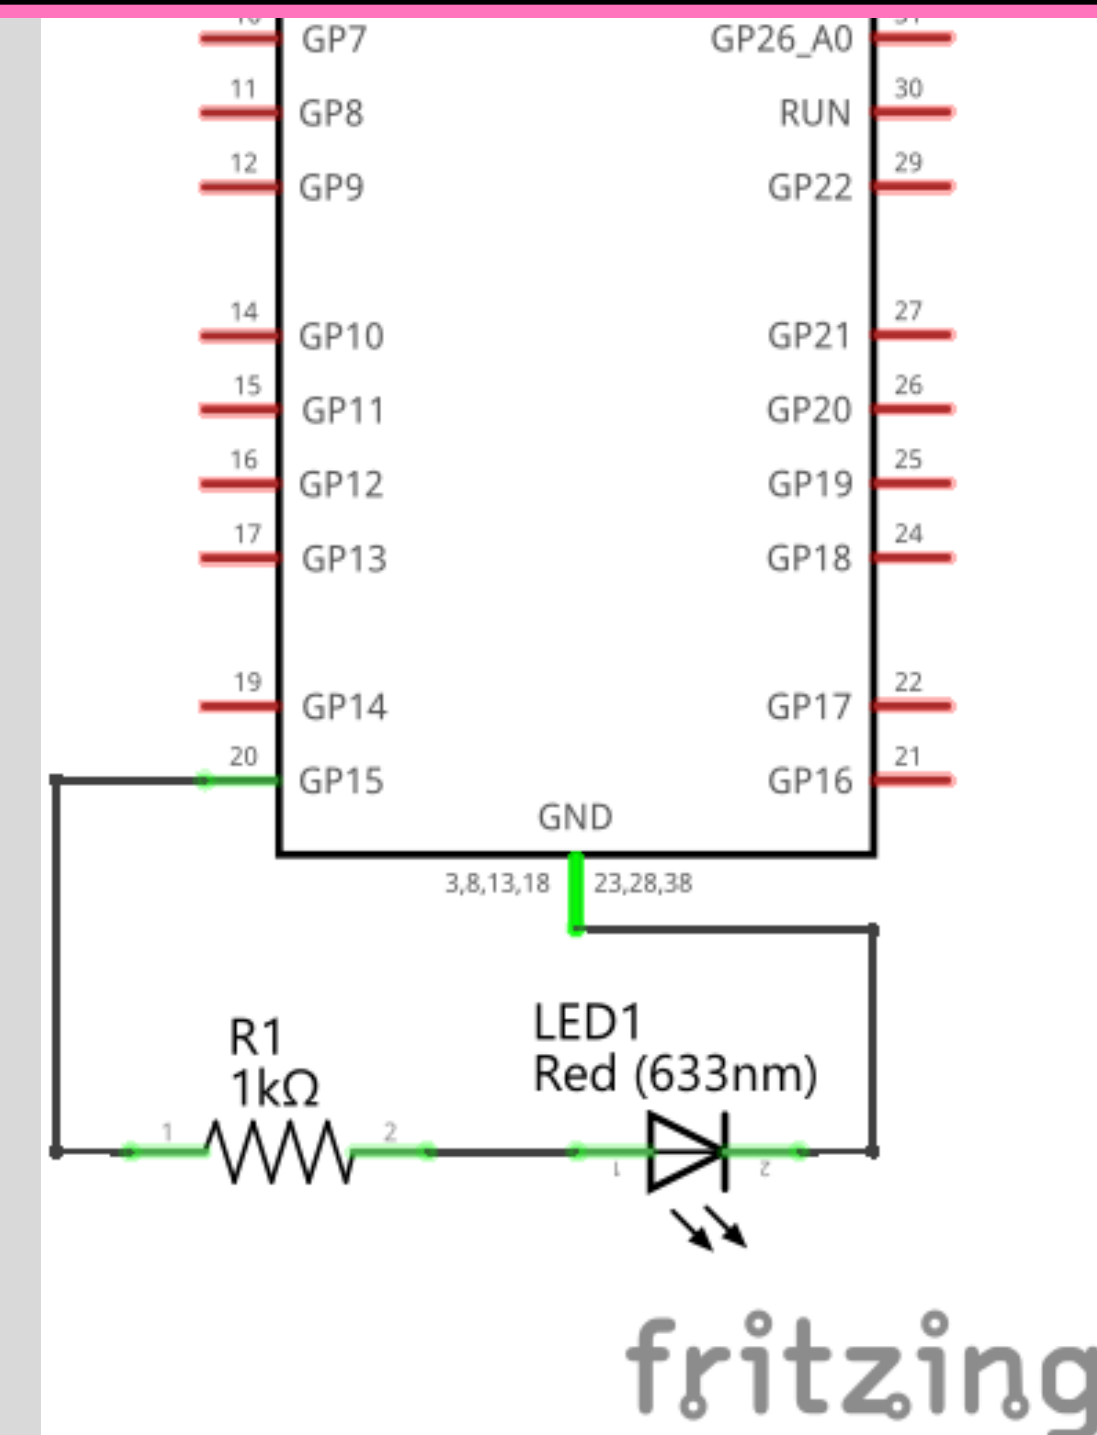 GP7
GP26_A0
11
GP8
RUN
30
12
GP9
GP22
29
14
GP10
GP21
27
15
GP11
GP20
26
16
GP12
GP19
25
17
GP13
GP18
24
19
GP14
GP17
22
20
GP15
GP16
21
GND
3,8,13,18
23,28,38
R1
1kΩ
LED1
Red (633nm)
1
2
1
2
fritzing